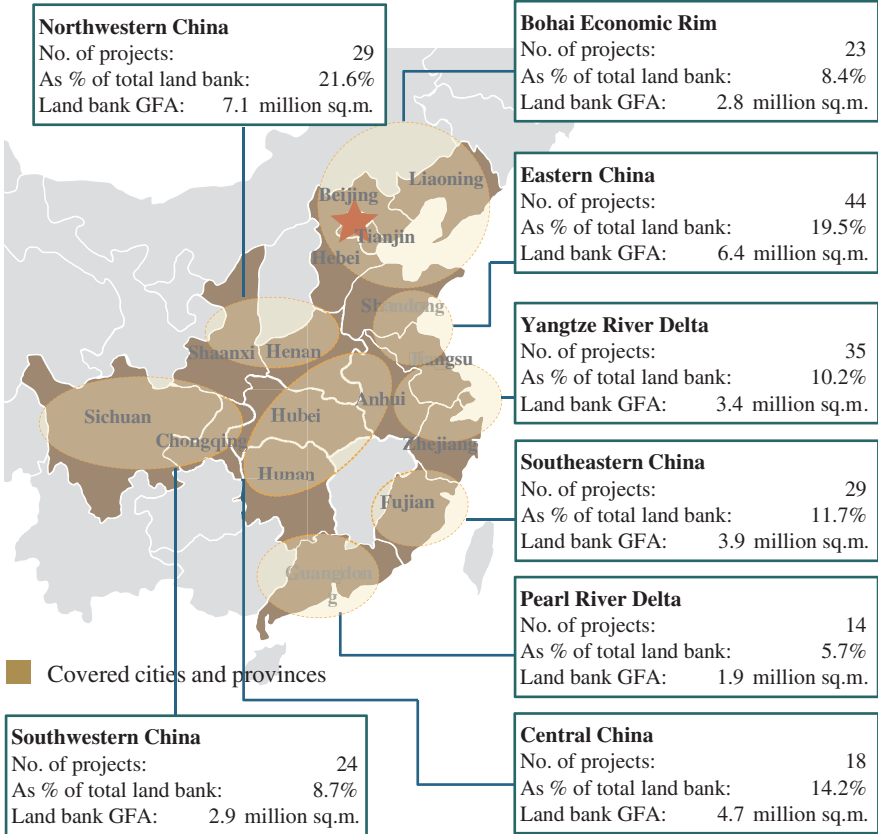 Northwestern China
No. of projects: 29
As % of total land bank: 21.6%
Land bank GFA: 7.1 million sq.m.
Bohai Economic Rim
No. of projects: 23
As % of total land bank: 8.4%
Land bank GFA: 2.8 million sq.m.
Eastern China
No. of projects: 44
As % of total land bank: 19.5%
Land bank GFA: 6.4 million sq.m.
Yangtze River Delta
No. of projects: 35
As % of total land bank: 10.2%
Land bank GFA: 3.4 million sq.m.
Southeastern China
No. of projects: 29
As % of total land bank: 11.7%
Land bank GFA: 3.9 million sq.m.
Pearl River Delta
No. of projects: 14
As % of total land bank: 5.7%
Land bank GFA: 1.9 million sq.m.
Central China
No. of projects: 18
As % of total land bank: 14.2%
Land bank GFA: 4.7 million sq.m.
Southwestern China
No. of projects: 24
As % of total land bank: 8.7%
Land bank GFA: 2.9 million sq.m.
Liaoning
Beijing
Tianjin
Hebei
Shandong
Shaanxi
Henan
Jiangsu
Anhui
Sichuan
Hubei
Chongqing
Zhejiang
Hunan
Fujian
Guangdon
g
Covered cities and provinces